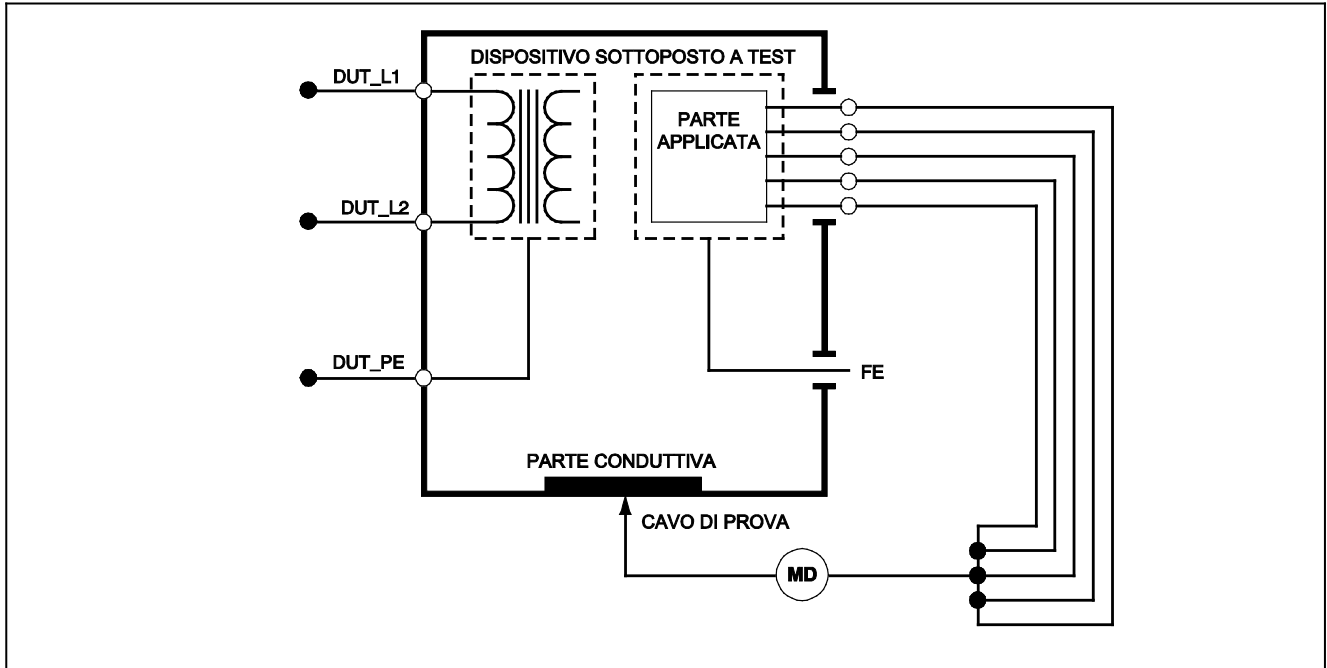 DISPOSITIVO SOTTOPOSTO A TEST
DUT_L1
PARTE
APPLICATA
DUT_L2
DUT_PE
FE
PARTE CONDUTTIVA
CAVO DI PROVA
MD